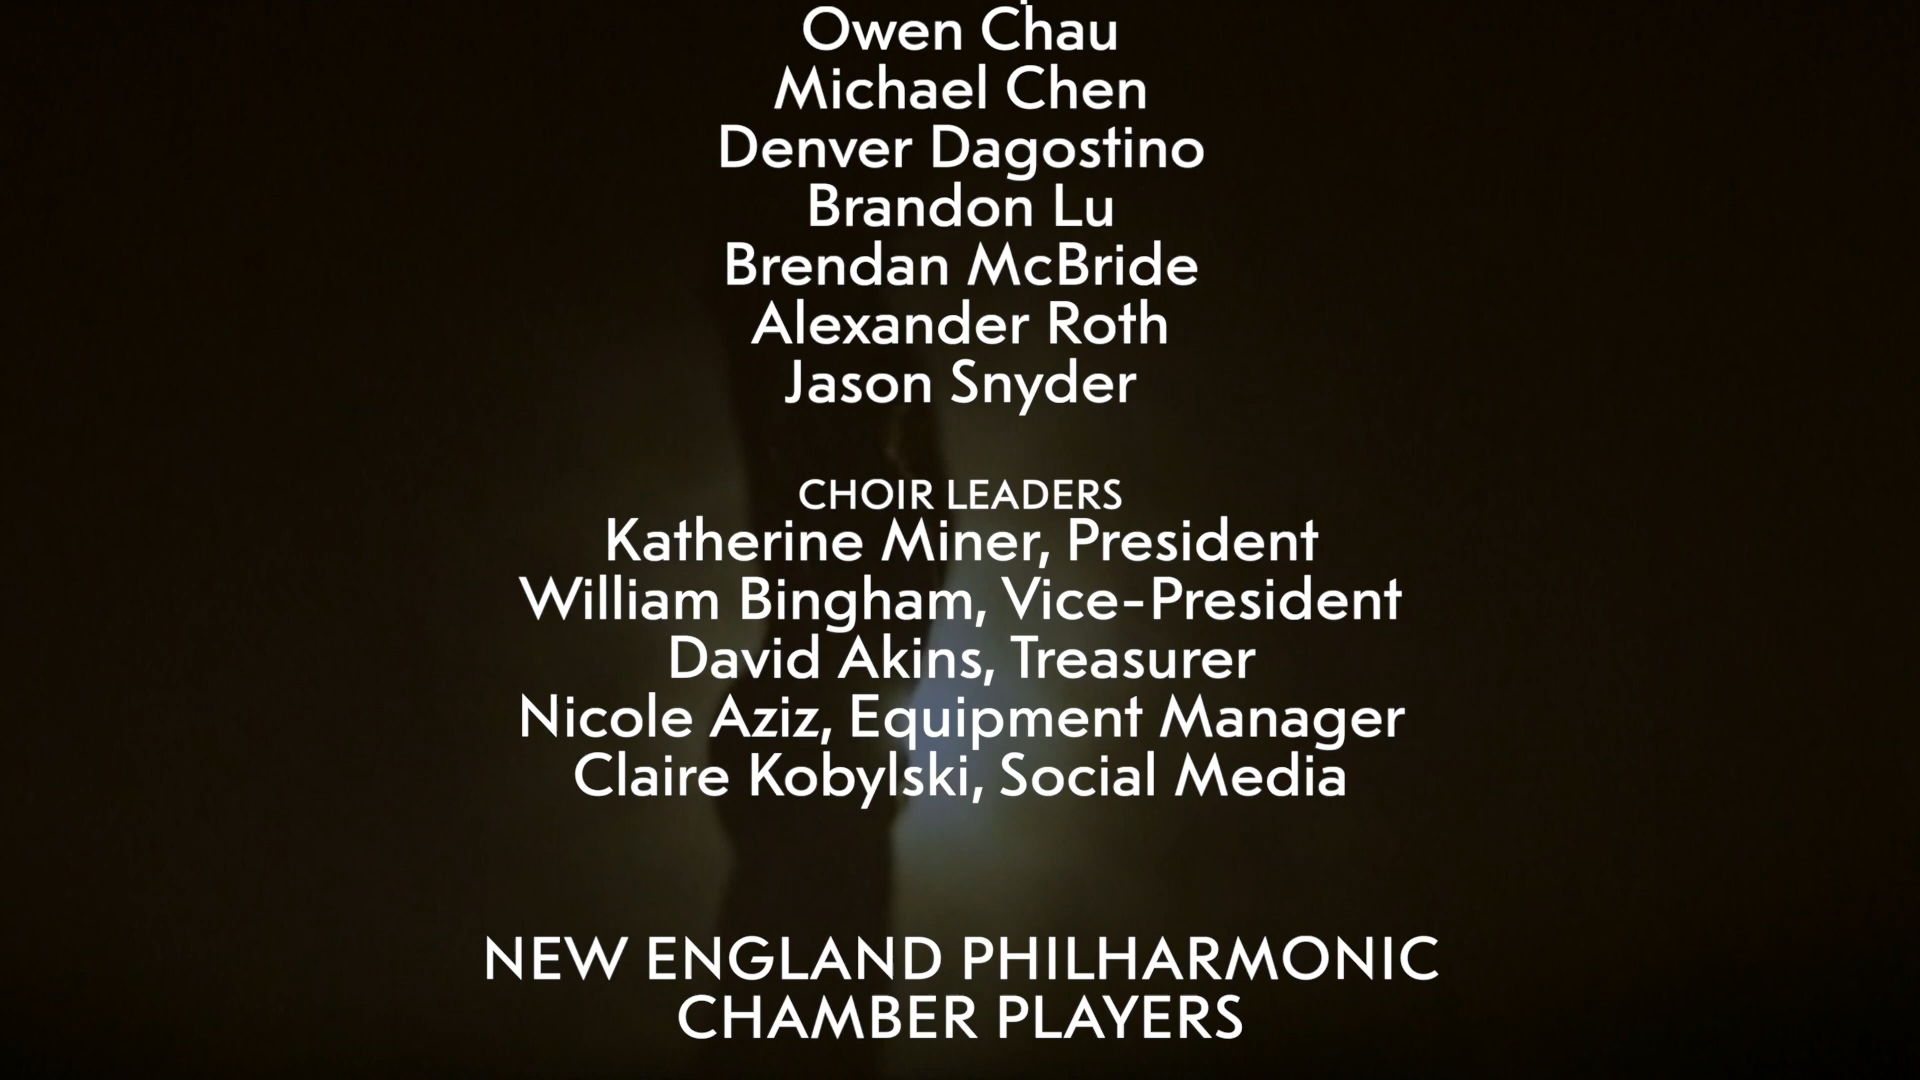 Owen Chau
Michael Chen
Denver Dagostino
Brandon Lu
Brendan McBride
Alexander Roth
Jason Snyder
CHOIR LEADERS
Katherine Miner, President
William Bingham, Vice-President
David Akins, Treasurer
Nicole Aziz, Equipment Manager
Claire Kobylski, Social Media
NEW ENGLAND PHILHARMONIC
CHAMBER PLAYERS